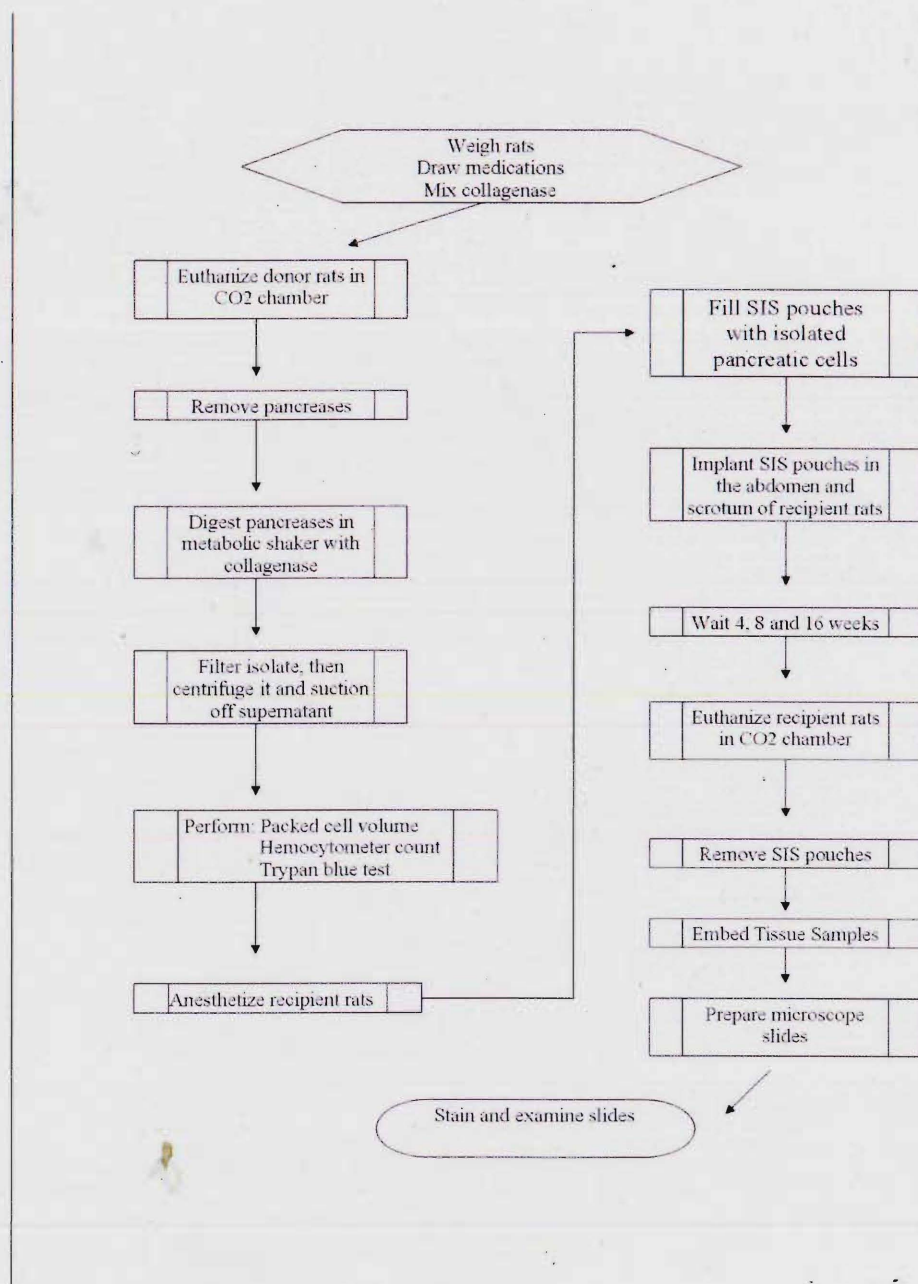 Weigh rats
Draw medications
Mix collagenase
Euthanize donor rats in
CO2 chamber
Remove pancreases
Digest pancreases in
metabolic shaker with
collagenase
Filter isolate, then
centrifuge it and suction
off supernatant
Perform: Packed cell volume
Hemocytometer count
Trypan blue test
Anesthetize recipient rats
Fill SIS pouches
with isolated
pancreatic cells
Implant SIS pouches in
the abdomen and
scrotum of recipient rats
Wait 4, 8 and 16 weeks
Euthanize recipient rats
in CO2 chamber
Remove SIS pouches
Embed Tissue Samples
Prepare microscope
slides
Stain and examine slides